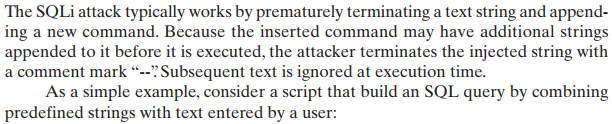 The SQLi attack typically works by prematurely terminating a text string and append-
ing a new command. Because the inserted command may have additional strings
appended to it before it is executed, the attacker terminates the injected string with
a comment mark “--”. Subsequent text is ignored at execution time.
As a simple example, consider a script that build an SQL query by combining
predefined strings with text entered by a user: